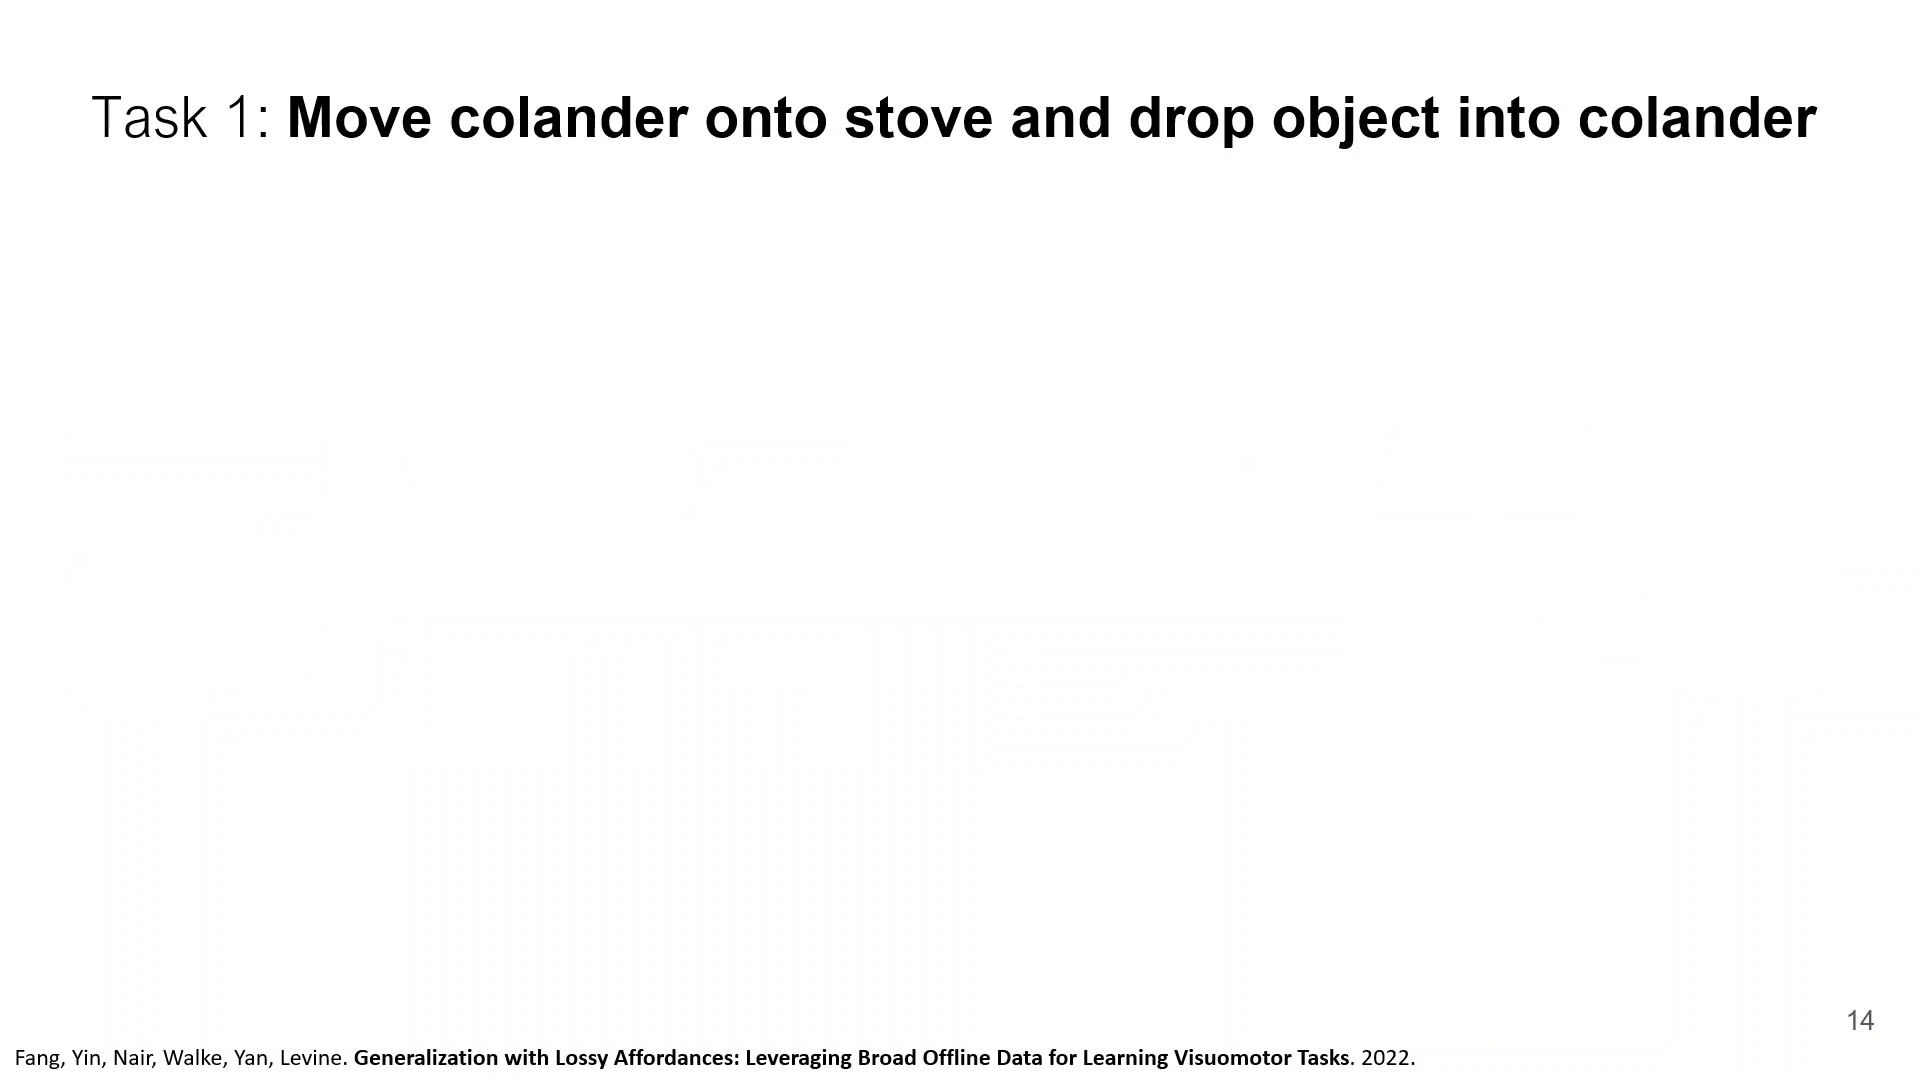 Task 1: Move colander onto stove and drop object into colander
14
Fang, Yin, Nair, Walke, Yan, Levine. Generalization with Lossy Affordances: Leveraging Broad Offline Data for Learning Visuomotor Tasks. 2022.